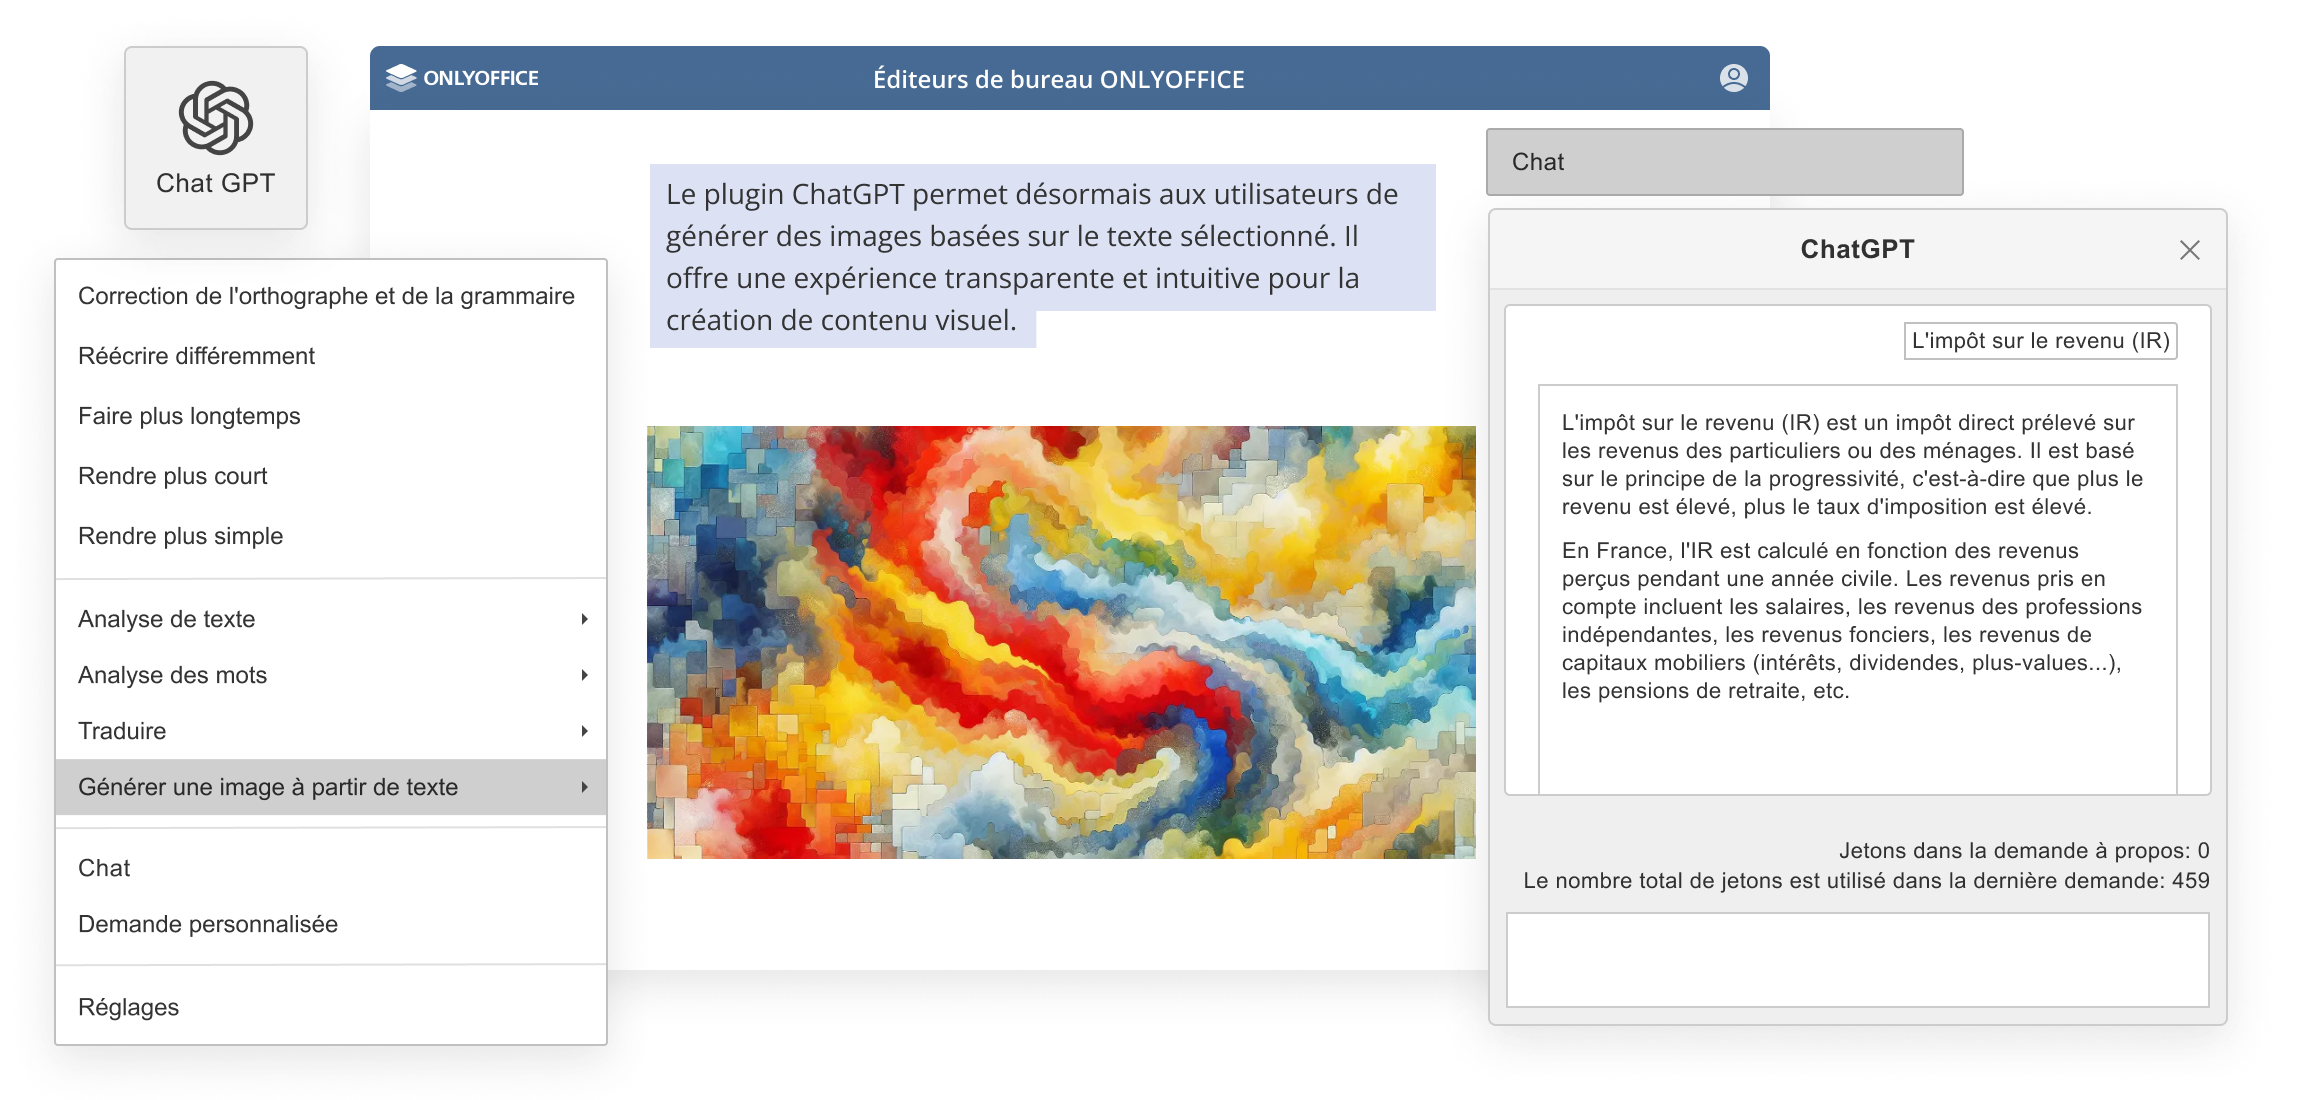 Chat GPT
Correction de l'orthographe et de la grammaire
Réécrire différemment
Faire plus longtemps
Rendre plus court
Rendre plus simple
Analyse de texte
Analyse des mots
Traduire
Générer une image à partir de texte
Chat
Demande personnalisée
Réglages
ONLYOFFICE
Éditeurs de bureau ONLYOFFICE
Le plugin ChatGPT permet désormais aux utilisateurs de
générer des images basées sur le texte sélectionné. Il
offre une expérience transparente et intuitive pour la
création de contenu visuel.
Chat
ChatGPT
L'impôt sur le revenu (IR)
L'impôt sur le revenu (IR) est un impôt direct prélevé sur
les revenus des particuliers ou des ménages. Il est basé
sur le principe de la progressivité, c'est-à-dire que plus le
revenu est élevé, plus le taux d'imposition est élevé.
En France, l'IR est calculé en fonction des revenus
perçus pendant une année civile. Les revenus pris en
compte incluent les salaires, les revenus des professions
indépendantes, les revenus fonciers, les revenus de
capitaux mobiliers (intérêts, dividendes, plus-values...),
les pensions de retraite, etc.
Jetons dans la demande à propos: 0
Le nombre total de jetons est utilisé dans la dernière demande: 459